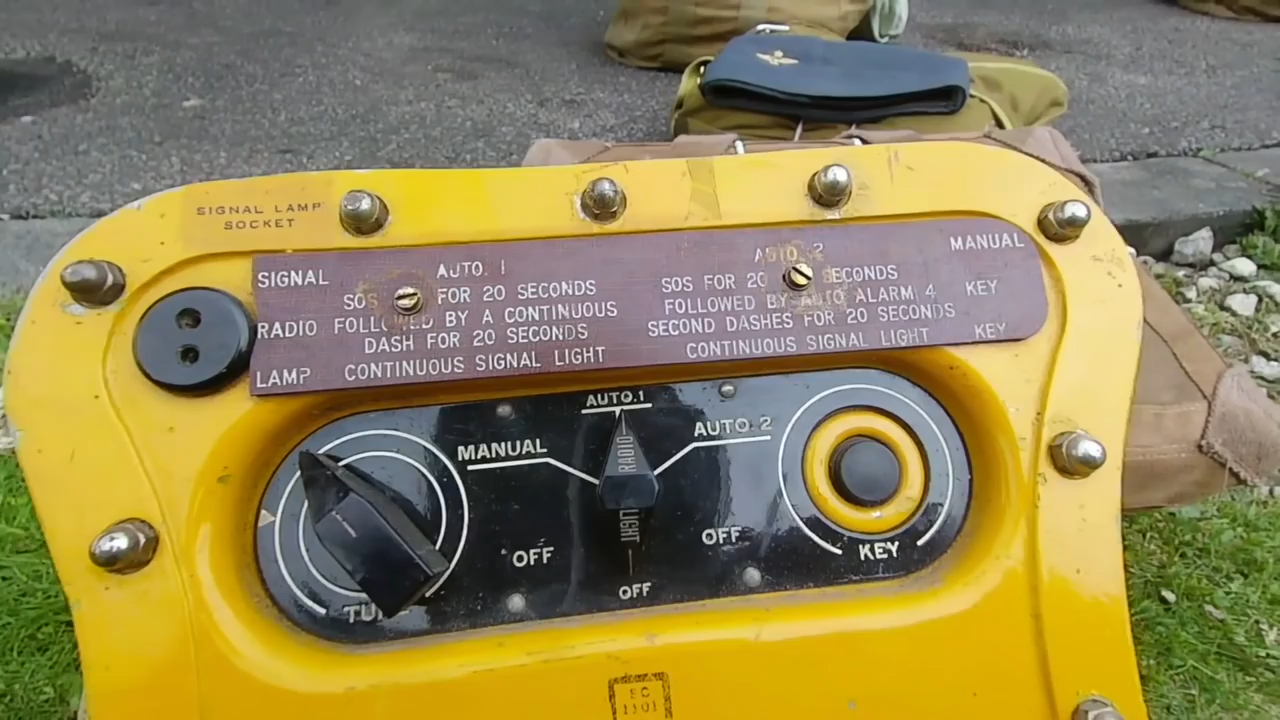 SIGNAL LAMP
SOCKET
SIGNAL
RADIO
LAMP
AUTO. 1
SOS FOR 20 SECONDS
FOLLOWED BY A CONTINUOUS
DASH FOR 20 SECONDS
CONTINUOUS SIGNAL LIGHT
AUTO. 2
SOS FOR 20 SECONDS
FOLLOWED BY AUTO ALARM 4
SECOND DASHES FOR 20 SECONDS
CONTINUOUS SIGNAL LIGHT
MANUAL
KEY
KEY
MANUAL
AUTO.1
AUTO. 2
RADIO
LIGHT
OFF
OFF
OFF
KEY